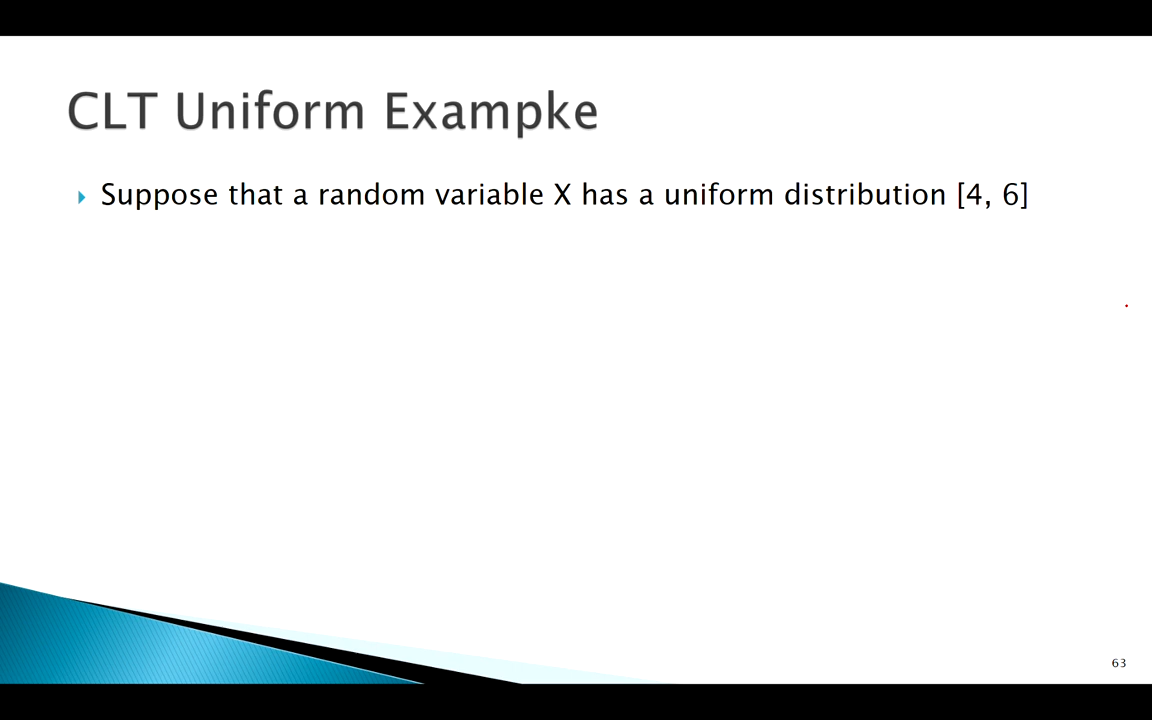 CLT Uniform Exampke
Suppose that a random variable X has a uniform distribution [4, 6]
63